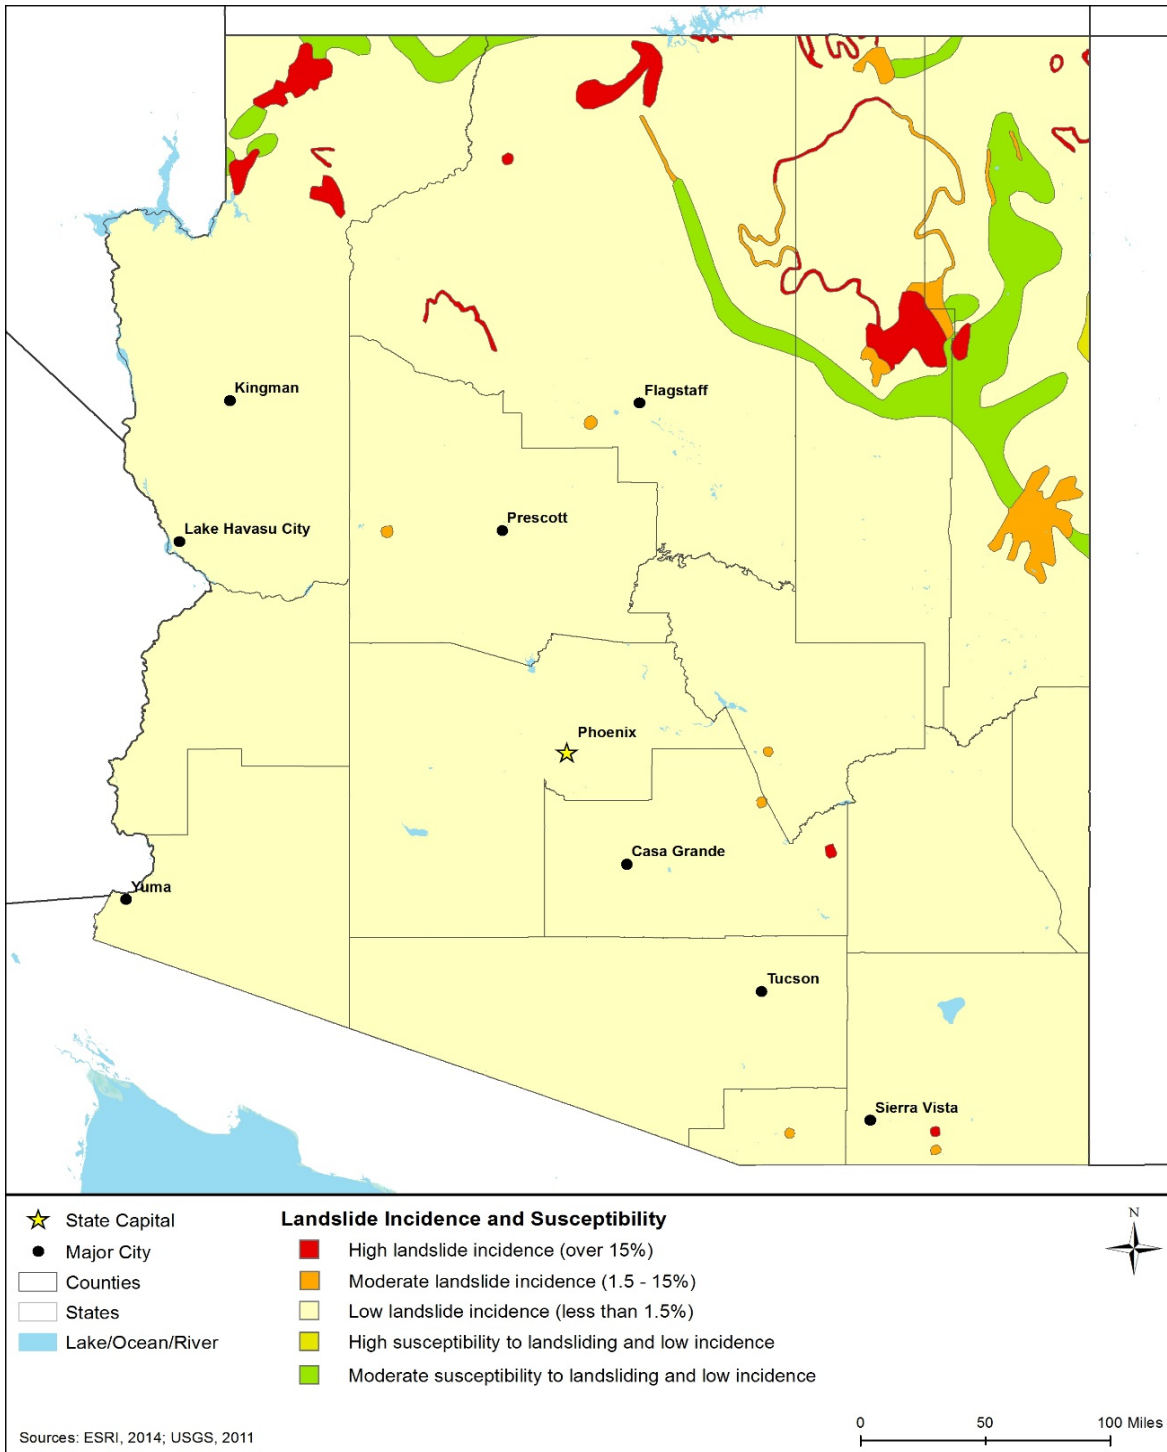 Kingman
Flagstaff
Lake Havasu City
Prescott
Phoenix
Casa Grande
Yuma
Tucson
Sierra Vista
State Capital
Major City
Counties
States
Lake/Ocean/River
Landslide Incidence and Susceptibility
High landslide incidence (over 15%)
Moderate landslide incidence (1.5 - 15%)
Low landslide incidence (less than 1.5%)
High susceptibility to landsliding and low incidence
Moderate susceptibility to landsliding and low incidence
N
0 50 100 Miles
Sources: ESRI, 2014; USGS, 2011